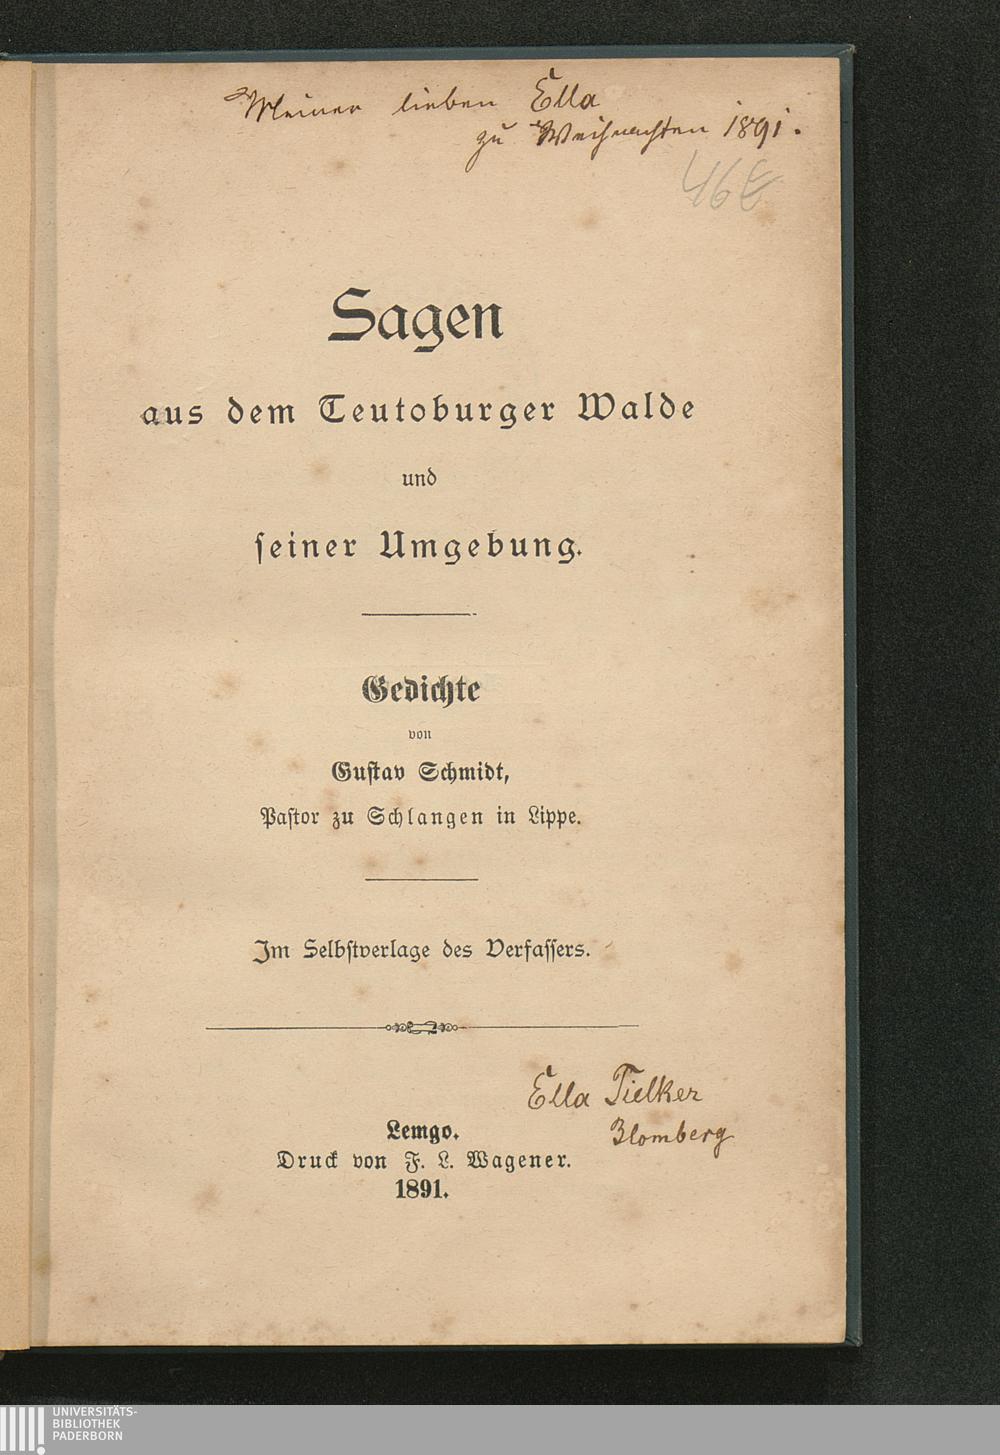 Meiner lieben Ella
zu Weihnachten 1891.
46 €
Sagen
aus dem Teutoburger Walde
und
seiner Umgebung.
Gedichte
von
Gustav Schmidt,
Pastor zu Schlangen in Lippe.
Im Selbstverlage des Verfassers.
Ella Tielker
Blomberg
Lemgo.
Druck von F. L. Wagener.
1891.
UNIVERSITÄTS-
BIBLIOTHEK
PADERBORN